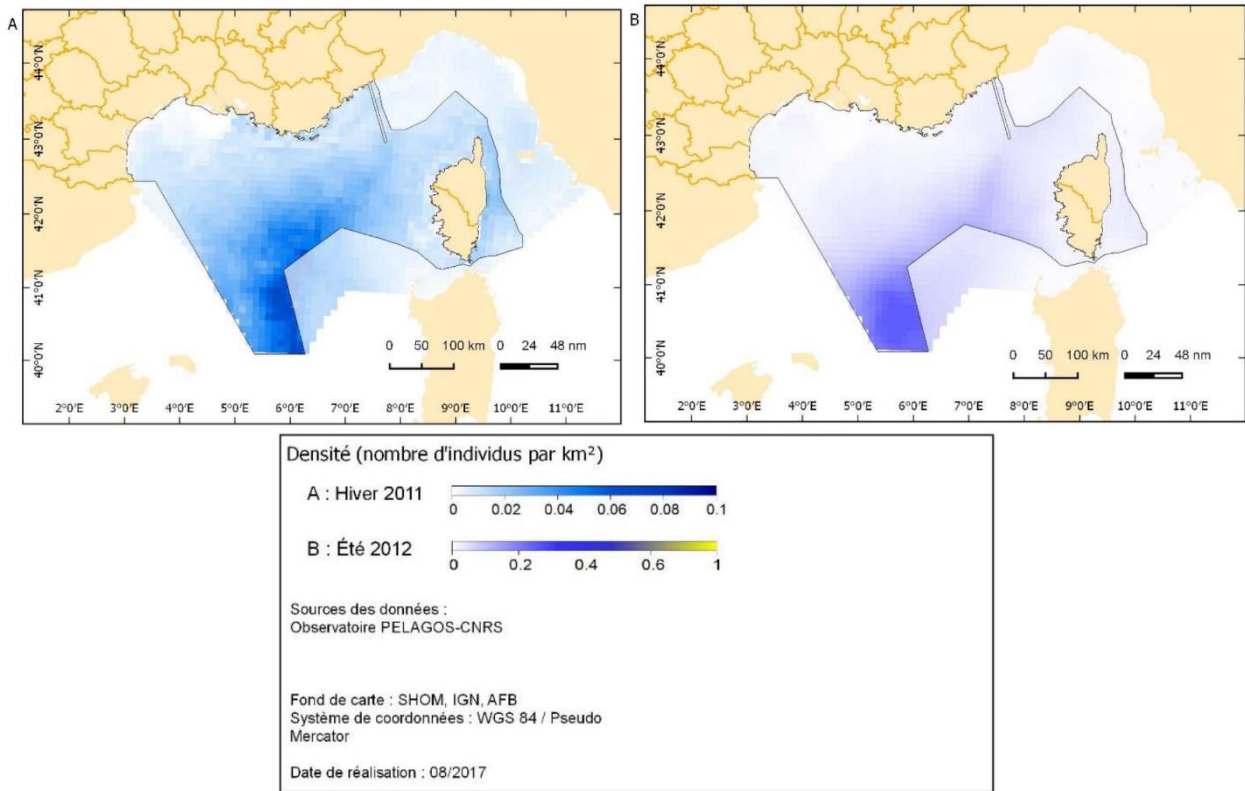 A
44°0'N
43°0'N
42°0'N
41°0'N
40°0'N
0 50 100 km 0 24 48 nm
2°0'E 3°0'E 4°0'E 5°0'E 6°0'E 7°0'E 8°0'E 9°0'E 10°0'E 11°0'E
B
44°0'N
43°0'N
42°0'N
41°0'N
40°0'N
0 50 100 km 0 24 48 nm
2°0'E 3°0'E 4°0'E 5°0'E 6°0'E 7°0'E 8°0'E 9°0'E 10°0'E 11°0'E
Densité (nombre d'individus par km²)
A : Hiver 2011
0 0.02 0.04 0.06 0.08 0.1
B : Été 2012
0 0.2 0.4 0.6 1
Sources des données :
Observatoire PELAGOS-CNRS
Fond de carte : SHOM, IGN, AFB
Système de coordonnées : WGS 84 / Pseudo
Mercator
Date de réalisation : 08/2017